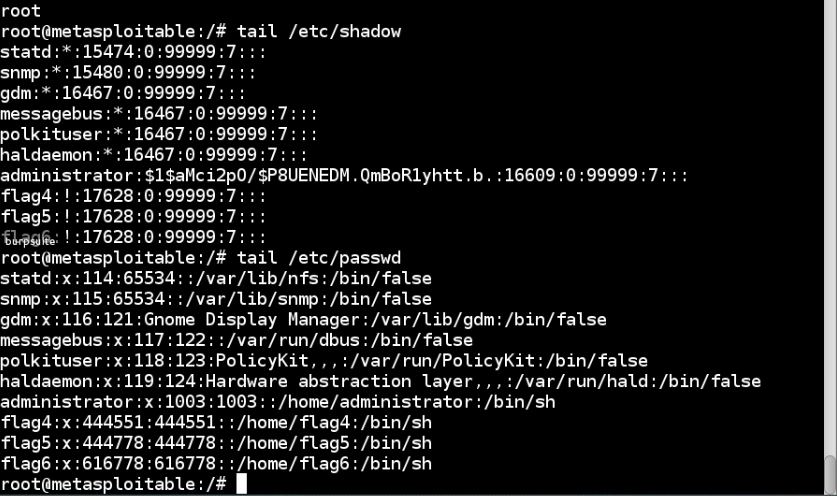 root
root@metasploitable:/# tail /etc/shadow
statd:*:15474:0:99999:7:::
snmp:*:15480:0:99999:7:::
gdm:*:16467:0:99999:7:::
messagebus:*:16467:0:99999:7:::
polkituser:*:16467:0:99999:7:::
haldaemon:*:16467:0:99999:7:::
administrator:$1$aMci2pO/$P8UENEDM.QmBoR1yhtt.b.:16609:0:99999:7:::
flag4:!:17628:0:99999:7:::
flag5:!:17628:0:99999:7:::
flag6:!:17628:0:99999:7:::
burpsuite
root@metasploitable:/# tail /etc/passwd
statd:x:114:65534::/var/lib/nfs:/bin/false
snmp:x:115:65534::/var/lib/snmp:/bin/false
gdm:x:116:121:Gnome Display Manager:/var/lib/gdm:/bin/false
messagebus:x:117:122::/var/run/dbus:/bin/false
polkituser:x:118:123:PolicyKit,,,:/var/run/PolicyKit:/bin/false
haldaemon:x:119:124:Hardware abstraction layer,,,:/var/run/hald:/bin/false
administrator:x:1003:1003::/home/administrator:/bin/sh
flag4:x:444551:444551::/home/flag4:/bin/sh
flag5:x:444778:444778::/home/flag5:/bin/sh
flag6:x:616778:616778::/home/flag6:/bin/sh
root@metasploitable:/#